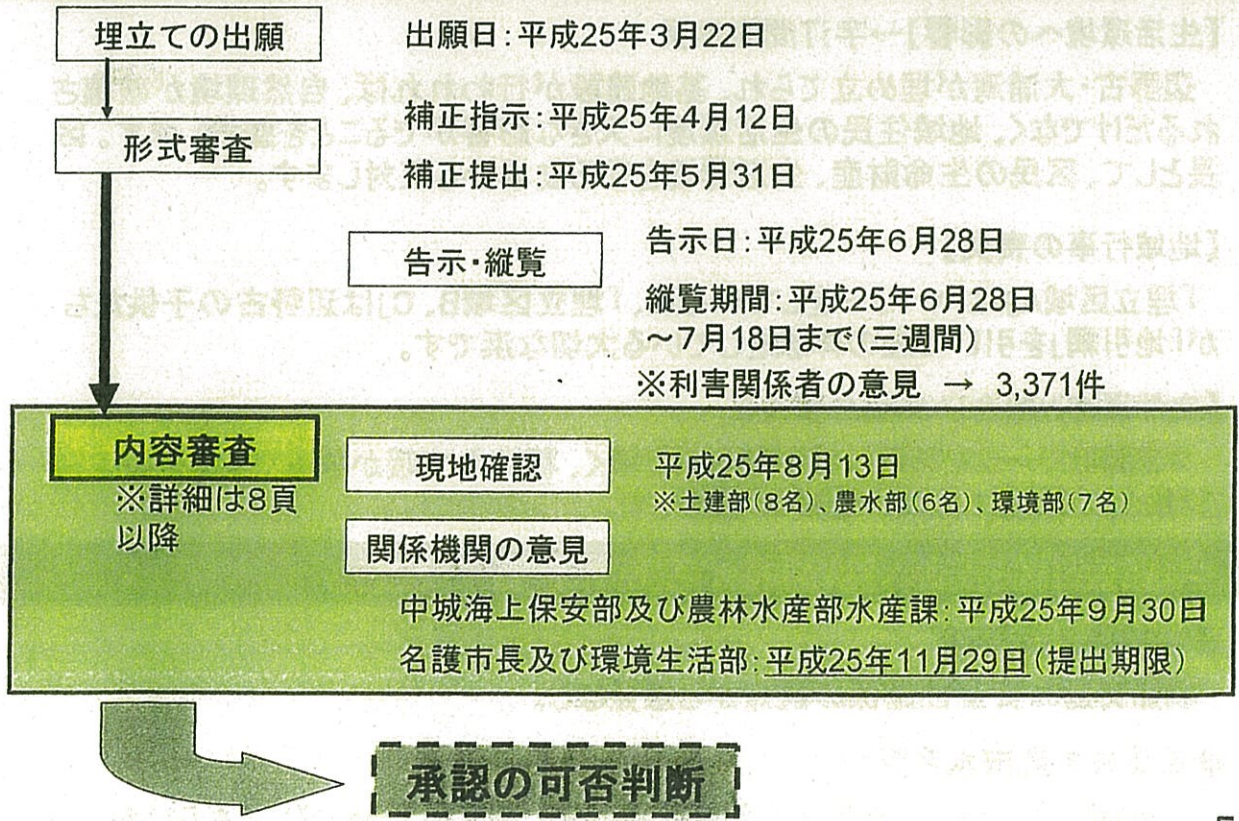 埋立ての出願
出願日：平成25年3月22日
形式審査
補正指示：平成25年4月12日
補正提出：平成25年5月31日
告示・縦覧
告示日：平成25年6月28日
縦覧期間：平成25年6月28日
～7月18日まで（三週間）
※利害関係者の意見 → 3,371件
内容審査
※詳細は8頁
以降
現地確認
平成25年8月13日
※土建部（8名）、農水部（6名）、環境部（7名）
関係機関の意見
中城海上保安部及び農林水産部水産課：平成25年9月30日
名護市長及び環境生活部：平成25年11月29日（提出期限）
承認の可否判断